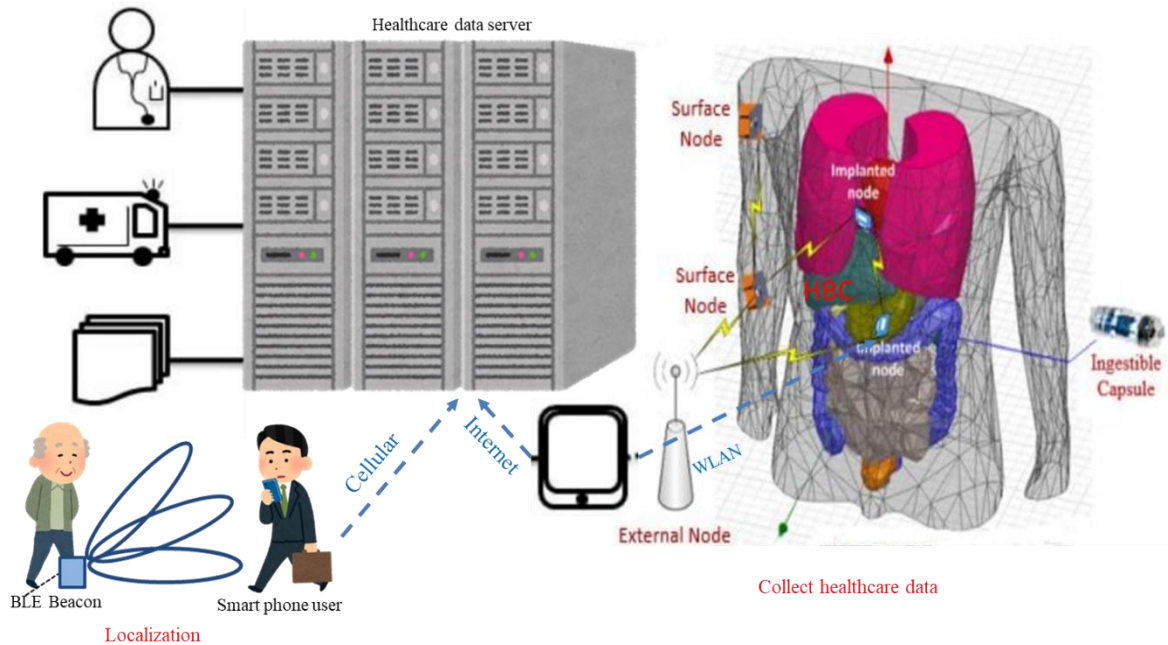 Healthcare data server
Surface
Node
Implanted
node
Surface
Node
HBC
Implanted
node
Ingestible
Capsule
Cellular
Internet
WLAN
External Node
BLE Beacon
Smart phone user
Collect healthcare data
Localization